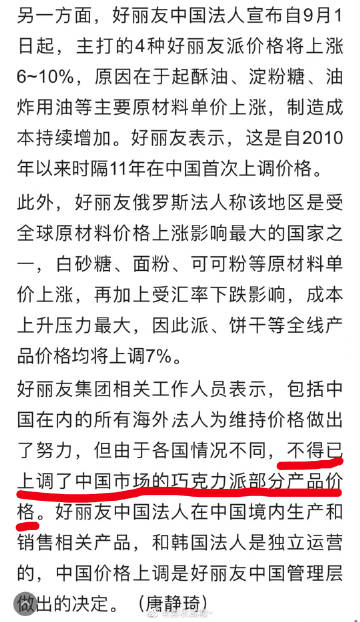 另一方面，好丽友中国法人宣布自9月1
日起，主打的4种好丽友派价格将上涨
6~10%，原因在于起酥油、淀粉糖、油
炸用油等主要原材料单价上涨，制造成
本持续增加。好丽友表示，这是自2010
年以来时隔11年在中国首次上调价格。
此外，好丽友俄罗斯法人称该地区是受
全球原材料价格上涨影响最大的国家之
一，白砂糖、面粉、可可粉等原材料单
价上涨，再加上受汇率下跌影响，成本
上升压力最大，因此派、饼干等全线产
品价格均将上调7%。
好丽友集团相关工作人员表示，包括中
国在内的所有海外法人为维持价格做出
了努力，但由于各国情况不同，不得已
上调了中国市场的巧克力派部分产品价
格。好丽友中国法人在中国境内生产和
销售相关产品，和韩国法人是独立运营
的，中国价格上调是好丽友中国管理层
做出的决定。（唐静琦）